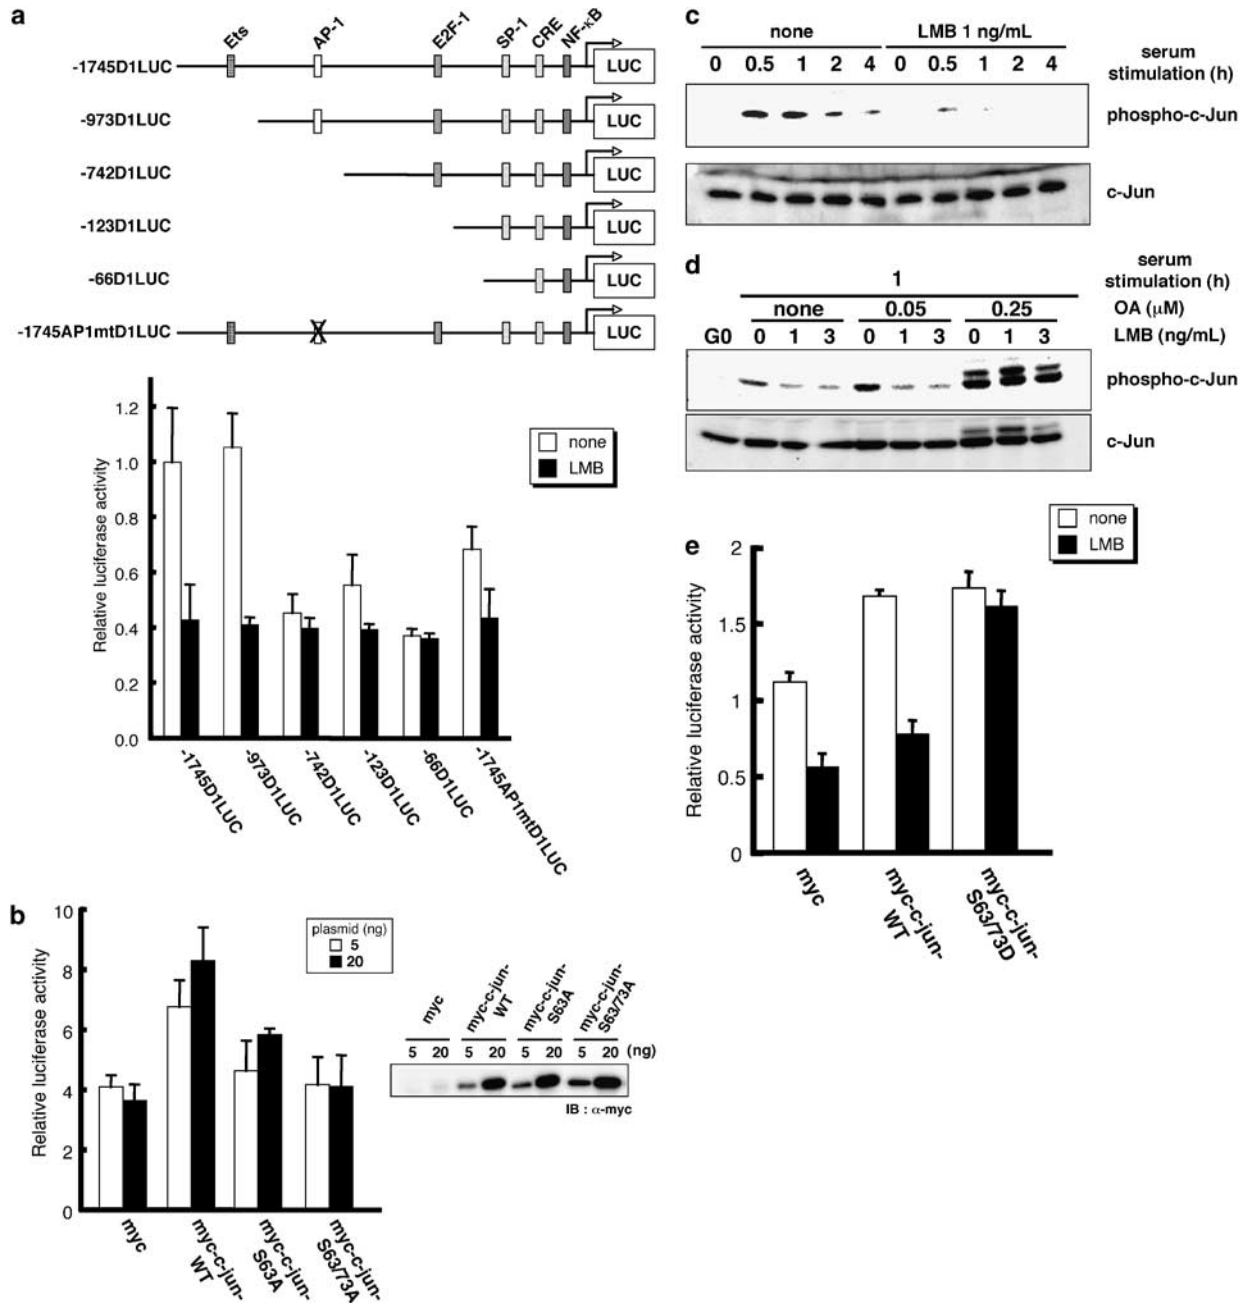 a
Ets AP-1 E2F-1 SP-1 CRE NF-κB
-1745D1LUC LUC
-973D1LUC LUC
-742D1LUC LUC
-123D1LUC LUC
-66D1LUC LUC
-1745AP1mtD1LUC X LUC
Relative luciferase activity
1.2
1.0
0.8
0.6
0.4
0.2
0.0
none
LMB
-1745D1LUC
-973D1LUC
-742D1LUC
-123D1LUC
-66D1LUC
-1745AP1mtD1LUC
b
Relative luciferase activity
10
8
6
4
2
0
plasmid (ng)
5
20
myc
myc-c-jun-
WT
myc-c-jun-
S63A
myc-c-jun-
S63/73A
myc
myc-c-jun-
WT
myc-c-jun-
S63A
myc-c-jun-
S63/73A
5 20 5 20 5 20 5 20 (ng)
IB : α-myc
c
none LMB 1 ng/mL
serum
stimulation (h)
0 0.5 1 2 4 0 0.5 1 2 4
phospho-c-Jun
c-Jun
d
serum
stimulation (h)
1
none 0.05 0.25 OA (μM)
G0 0 1 3 0 1 3 0 1 3 LMB (ng/mL)
phospho-c-Jun
c-Jun
e
none
LMB
Relative luciferase activity
2
1.5
1
0.5
0
myc
myc-c-jun-
WT
myc-c-jun-
S63/73D